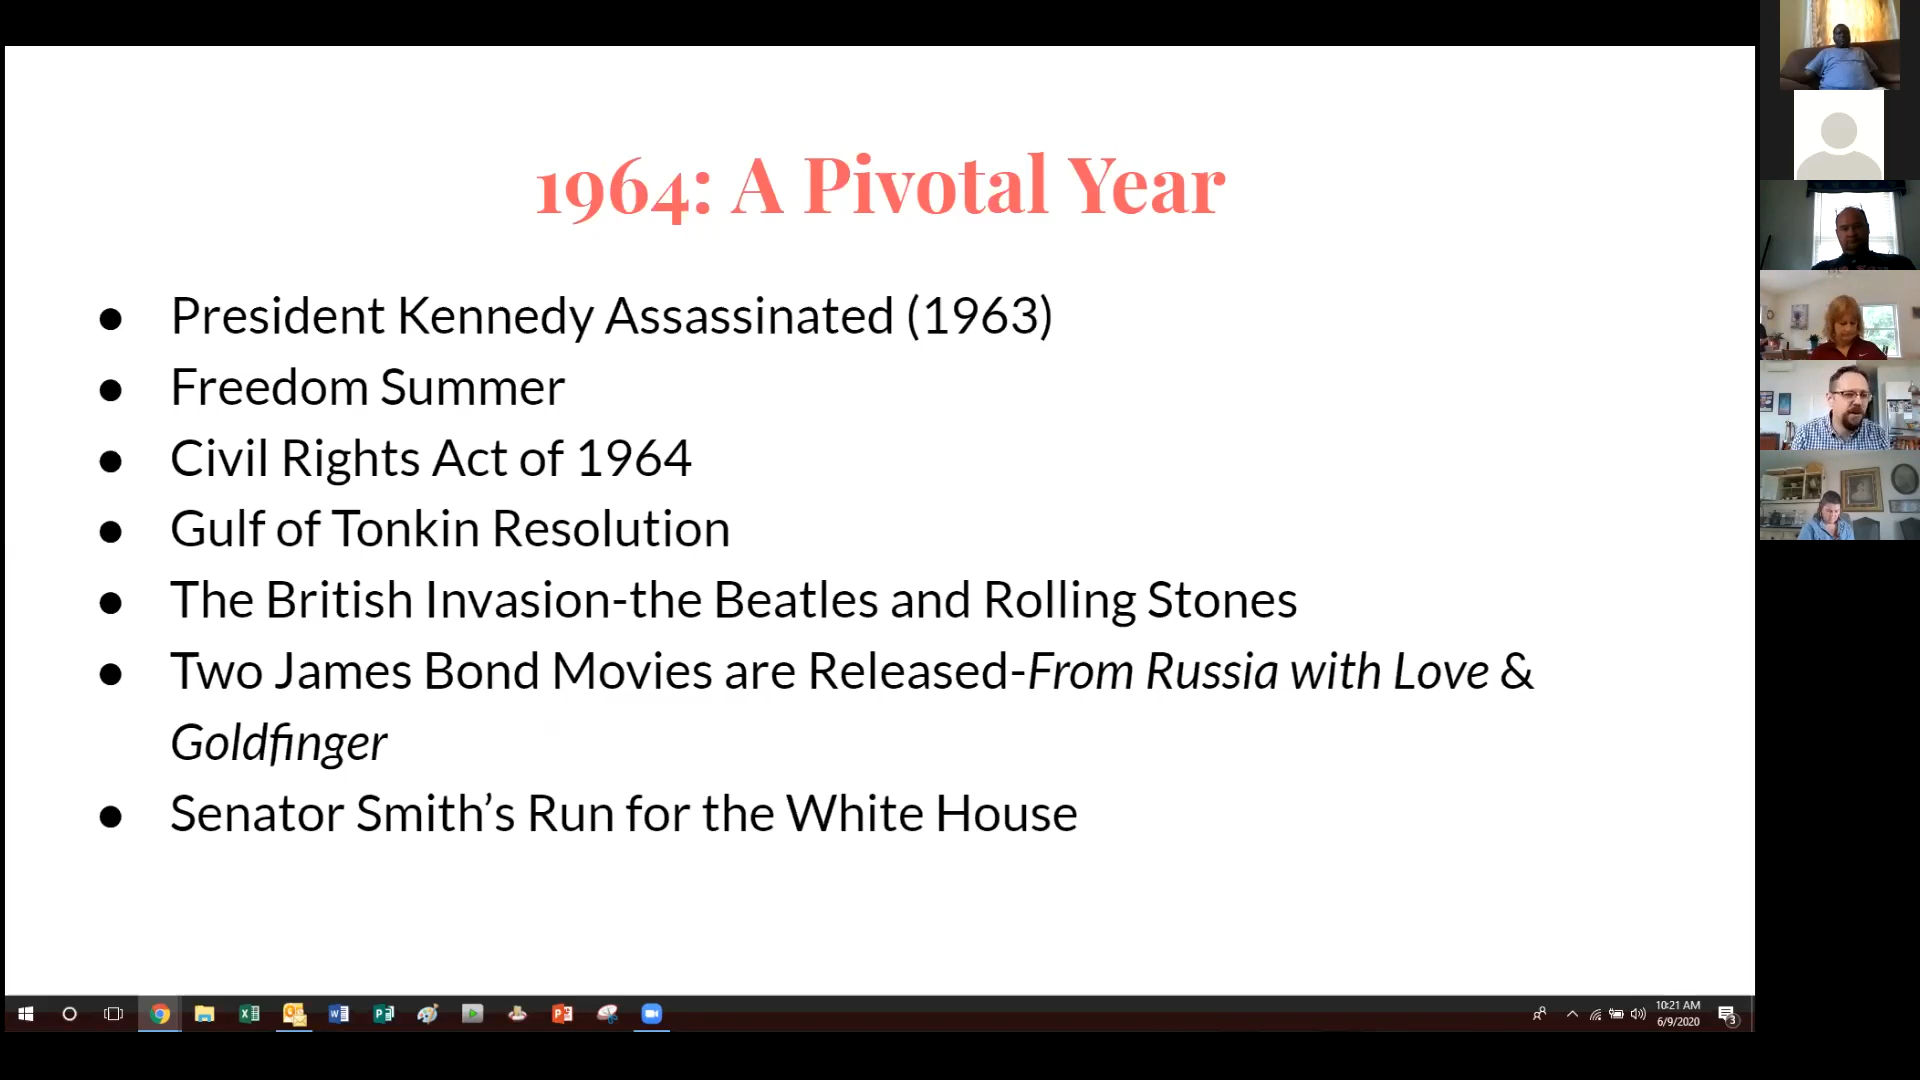 1964: A Pivotal Year
● President Kennedy Assassinated (1963)
● Freedom Summer
● Civil Rights Act of 1964
● Gulf of Tonkin Resolution
● The British Invasion-the Beatles and Rolling Stones
● Two James Bond Movies are Released-From Russia with Love &
Goldfinger
● Senator Smith’s Run for the White House
10:21 AM
6/9/2020
3